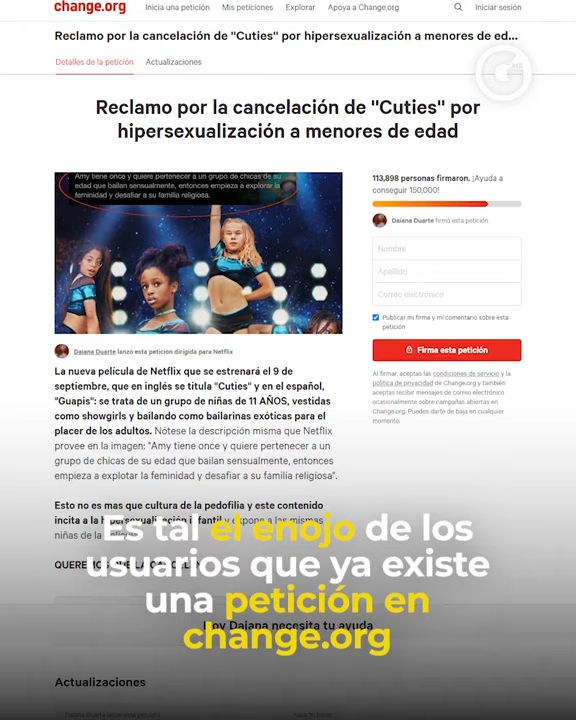 change.org
Inicia una petición Mis peticiones Explorar Apoya a Change.org Iniciar sesión
Reclamo por la cancelación de "Cuties" por hipersexualización a menores de ed...
Detalles de la petición Actualizaciones
Reclamo por la cancelación de "Cuties" por
hipersexualización a menores de edad
Amy tiene once y quiere pertenecer a un grupo de chicas de su
edad que bailan sensualmente, entonces empieza a explorar la
feminidad y desafiar a su familia religiosa.
113,898 personas firmaron. ¡Ayuda a
conseguir 150,000!
Daiana Duarte firmó esta petición
Nombre
Apellido
Correo electrónico
Publicar mi firma y mi comentario sobre esta
petición
Firma esta petición
Al firmar, aceptas las condiciones de servicio y la
política de privacidad de Change.org y también
aceptas recibir mensajes de correo electrónico
ocasionalmente sobre campañas abiertas en
Change.org. Puedes darte de baja en cualquier
momento.
Daiana Duarte lanzó esta petición dirigida para Netflix
La nueva película de Netflix que se estrenará el 9 de
septiembre, que en inglés se titula "Cuties" y en el español,
"Guapis": se trata de un grupo de niñas de 11 AÑOS, vestidas
como showgirls y bailando como bailarinas exóticas para el
placer de los adultos. Nótese la descripción misma que Netflix
provee en la imagen: "Amy tiene once y quiere pertenecer a un
grupo de chicas de su edad que bailan sensualmente, entonces
empieza a explotar la feminidad y desafiar a su familia religiosa".
Esto no es mas que cultura de la pedofilia y este contenido
incita a la hipersexualización infantil y expone a las mismas
niñas de la película
QUEREMOS QUE LA
Es tal el enojo de los
usuarios que ya existe
una petición en
change.org
Hoy Daiana necesita tu ayuda
Actualizaciones